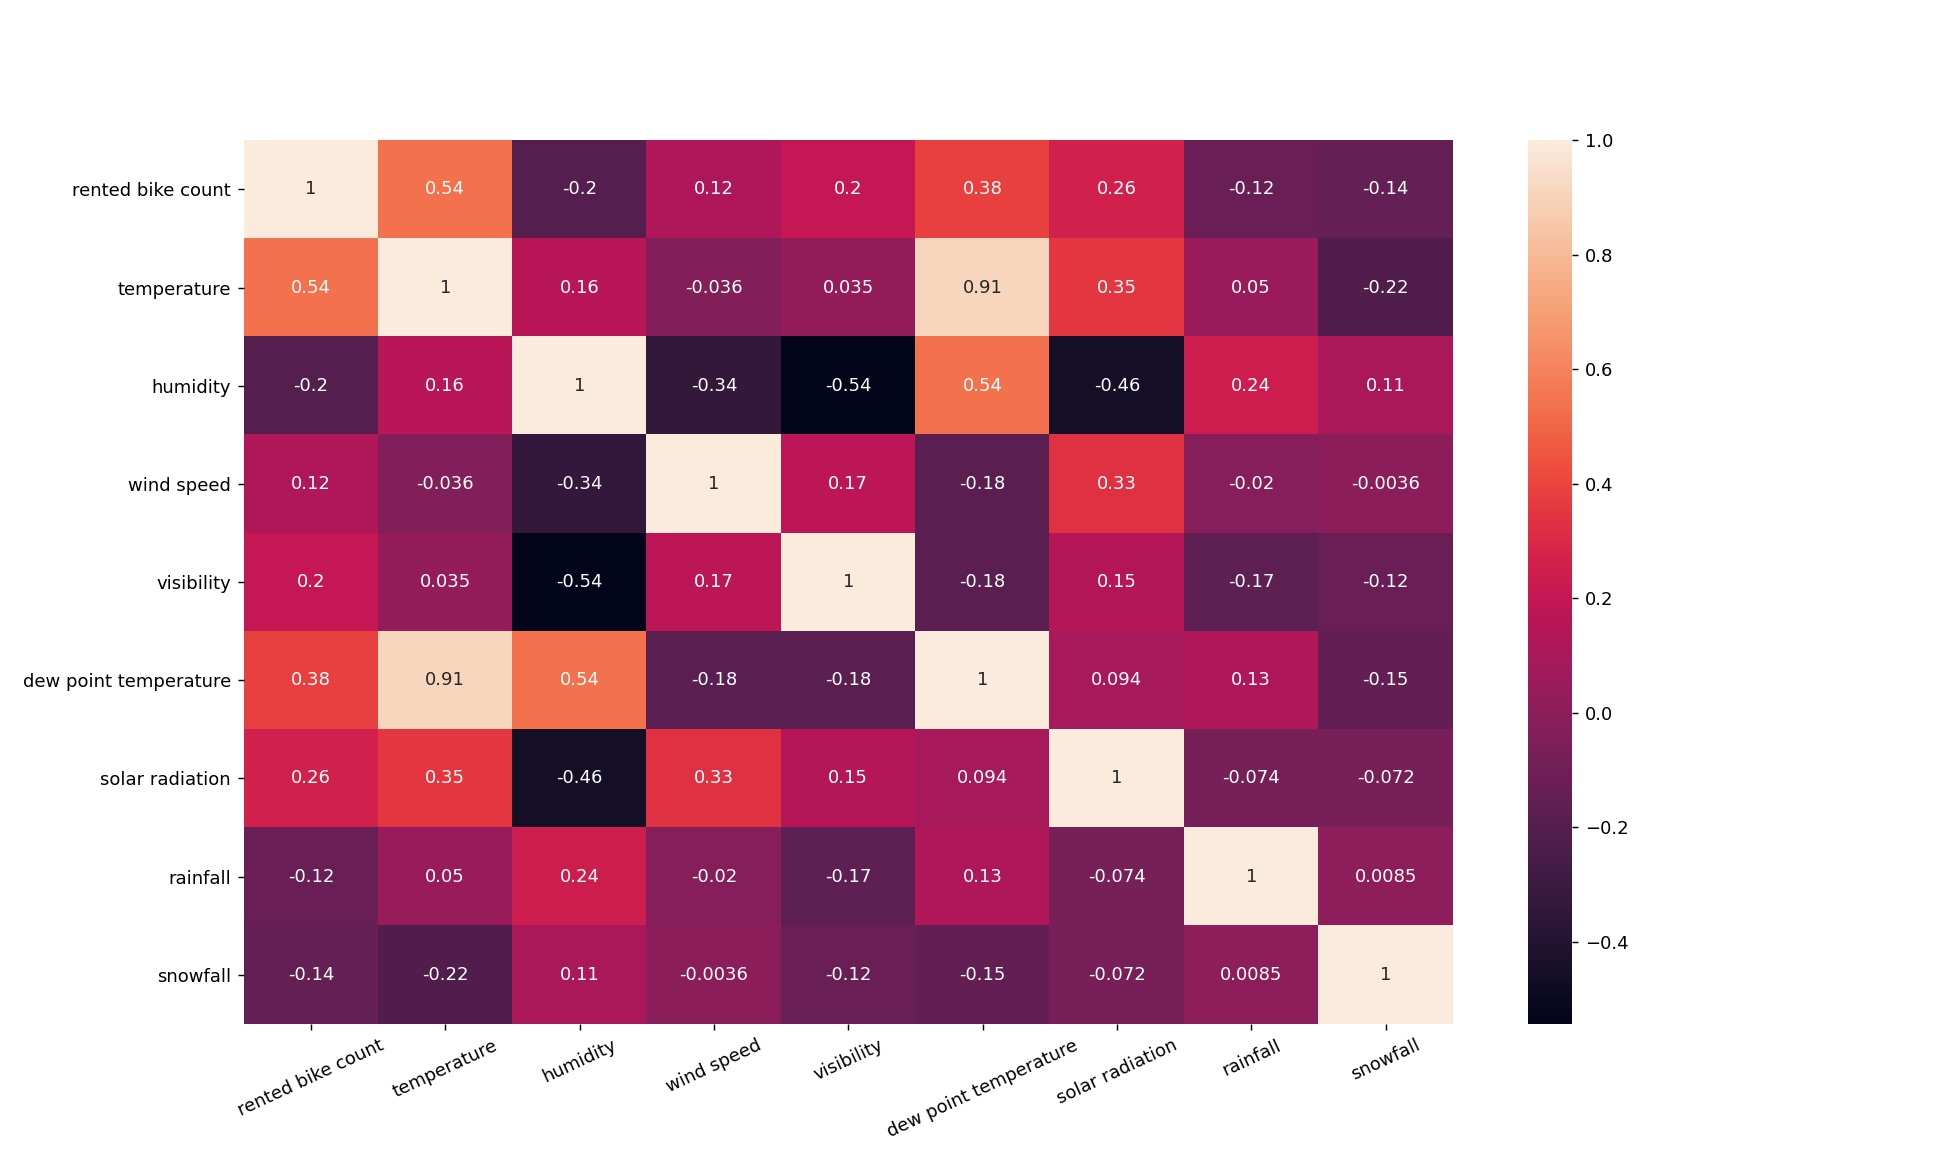 rented bike count 1 0.54 -0.2 0.12 0.2 0.38 0.26 -0.12 -0.14
temperature 0.54 1 0.16 -0.036 0.035 0.91 0.35 0.05 -0.22
humidity -0.2 0.16 1 -0.34 -0.54 0.54 -0.46 0.24 0.11
wind speed 0.12 -0.036 -0.34 1 0.17 -0.18 0.33 -0.02 -0.0036
visibility 0.2 0.035 -0.54 0.17 1 -0.18 0.15 -0.17 -0.12
dew point temperature 0.38 0.91 0.54 -0.18 -0.18 1 0.094 0.13 -0.15
solar radiation 0.26 0.35 -0.46 0.33 0.15 0.094 1 -0.074 -0.072
rainfall -0.12 0.05 0.24 -0.02 -0.17 0.13 -0.074 1 0.0085
snowfall -0.14 -0.22 0.11 -0.0036 -0.12 -0.15 -0.072 0.0085 1
rented bike count temperature humidity wind speed visibility dew point temperature solar radiation rainfall snowfall
1.0
0.8
0.6
0.4
0.2
0.0
−0.2
−0.4